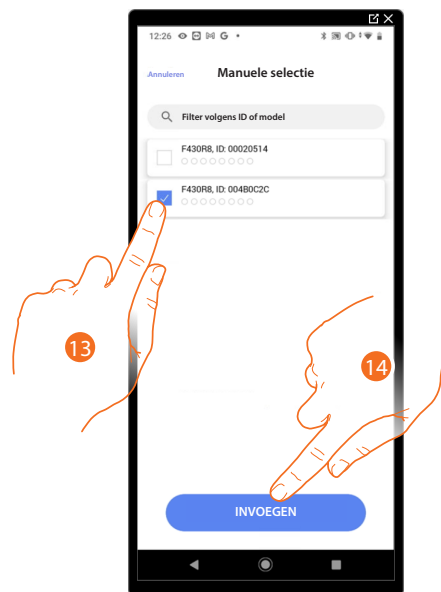 12:26 G
Annuleren Manuele selectie
Filter volgens ID of model
F430R8, ID: 00020514
F430R8, ID: 004B0C2C
13
14
INVOEGEN